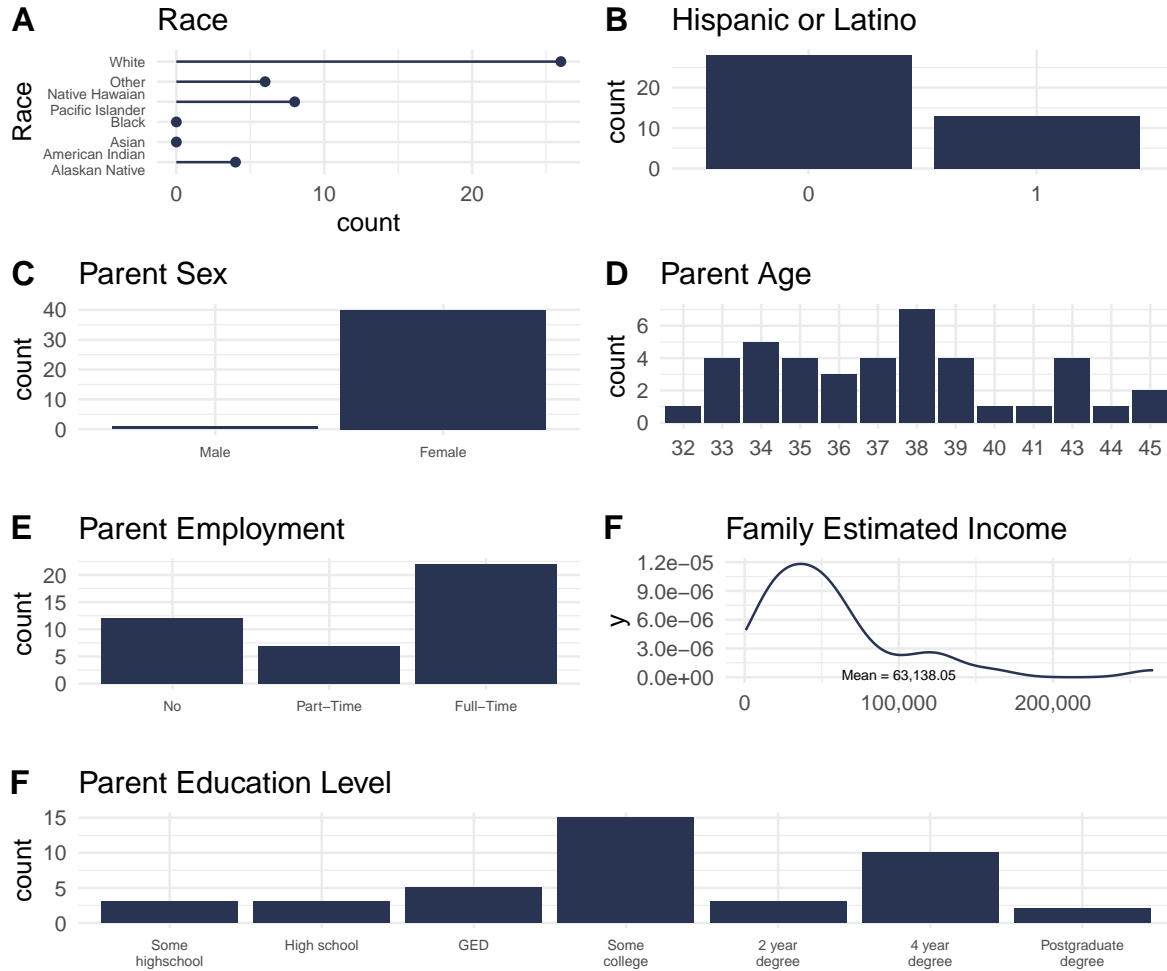 A
Race
Race
White
Other
Native Hawaian
Pacific Islander
Black
Asian
American Indian
Alaskan Native
0 10 20
count
B
Hispanic or Latino
count
20
10
0
0 1
C
Parent Sex
count
40
30
20
10
0
Male Female
D
Parent Age
count
6
4
2
0
32 33 34 35 36 37 38 39 40 41 43 44 45
E
Parent Employment
count
20
15
10
5
0
No Part−Time Full−Time
F
Family Estimated Income
y
1.2e−05
9.0e−06
6.0e−06
3.0e−06
0.0e+00
Mean = 63,138.05
0 100,000 200,000
F
Parent Education Level
count
15
10
5
0
Some
highschool
High school
GED
Some
college
2 year
degree
4 year
degree
Postgraduate
degree